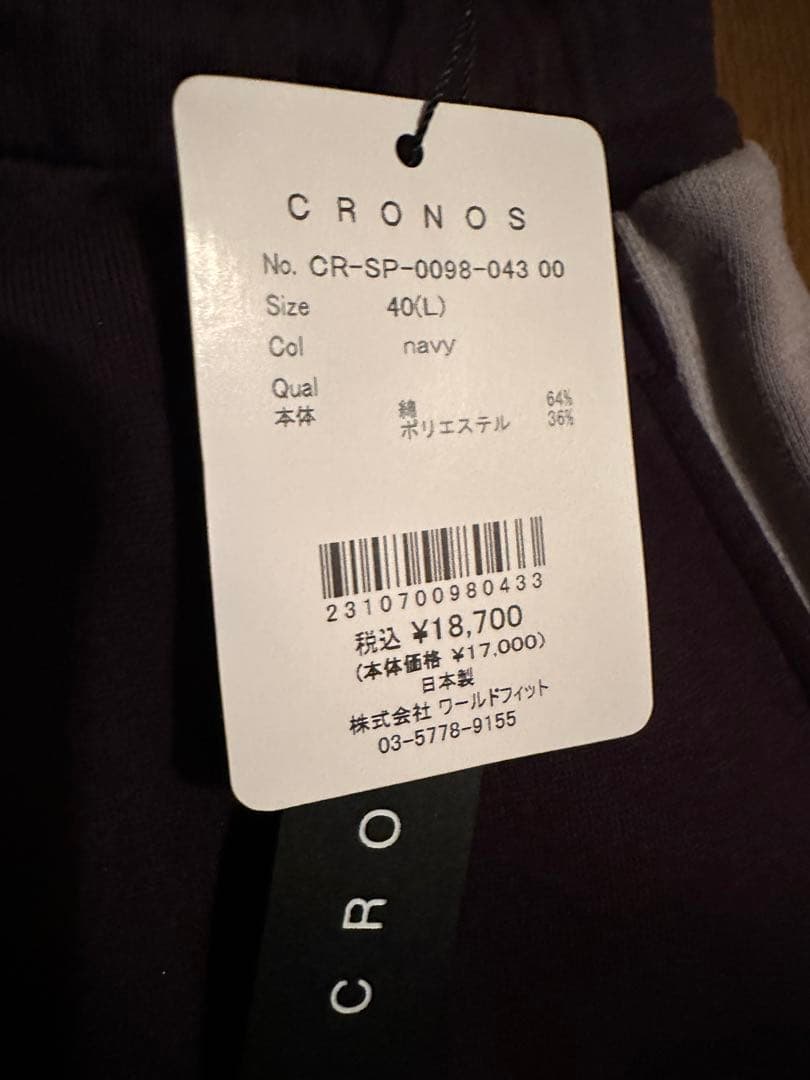 CRONOS
No. CR-SP-0098-043 00
Size 40(L)
Col navy
Qual
本体 綿 64%
ポリエステル 36%
2310700980433
税込 ¥18,700
(本体価格 ¥17,000)
日本製
株式会社 ワールドフィット
03-5778-9155
CRO